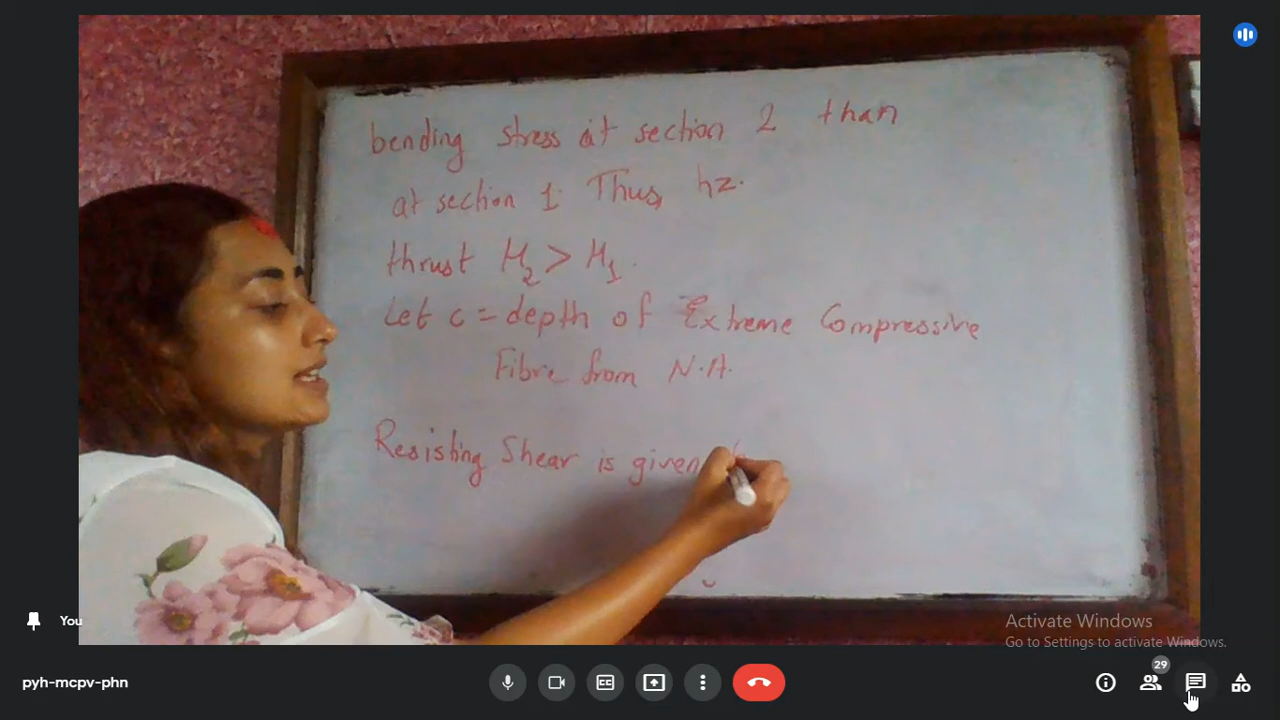 bending stress at section 2 than
at section 1. Thus, hz.
thrust H2 > H1.
Let c = depth of Extreme Compressive
Fibre from N.A.
Resisting Shear is given
You
Activate Windows
Go to Settings to activate Windows.
pyh-mcpv-phn
CC
29